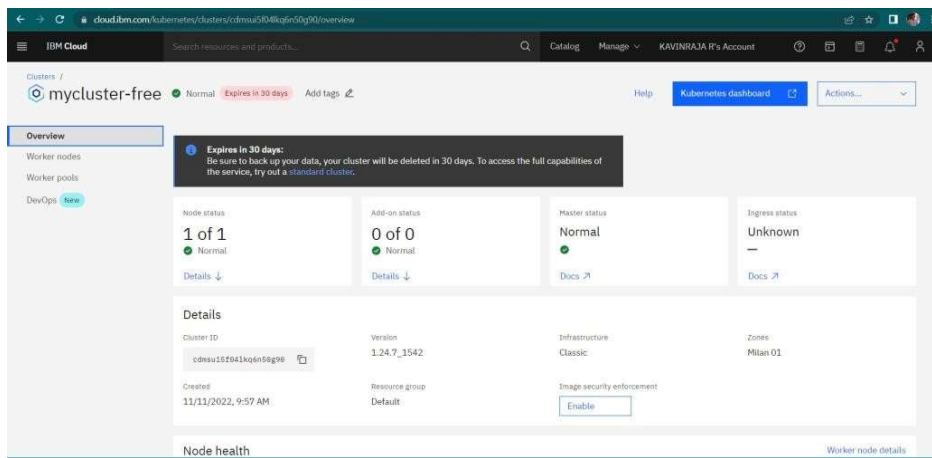 cloud.ibm.com/kubernetes/clusters/cdmsui5f04lkq6n50g90/overview
IBM Cloud
Search resources and products...
Catalog
Manage
KAVINRAJA R's Account
Clusters /
mycluster-free
Normal
Expires in 30 days
Add tags
Help
Kubernetes dashboard
Actions...
Overview
Worker nodes
Worker pools
DevOps New
Expires in 30 days:
Be sure to back up your data, your cluster will be deleted in 30 days. To access the full capabilities of
the service, try out a standard cluster.
Node status
1 of 1
Normal
Details
Add-on status
0 of 0
Normal
Details
Master status
Normal
Docs
Ingress status
Unknown
—
Docs
Details
Cluster ID
cdmsui5f04lkq6n50g90
Version
1.24.7_1542
Infrastructure
Classic
Zones
Milan 01
Created
11/11/2022, 9:57 AM
Resource group
Default
Image security enforcement
Enable
Node health
Worker node details